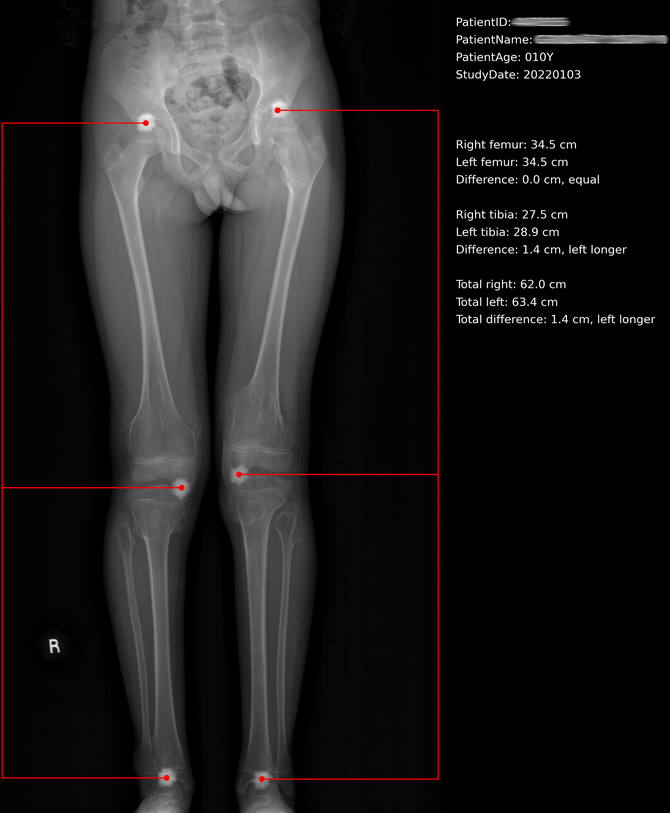 PatientID:
PatientName:
PatientAge: 010Y
StudyDate: 20220103
Right femur: 34.5 cm
Left femur: 34.5 cm
Difference: 0.0 cm, equal
Right tibia: 27.5 cm
Left tibia: 28.9 cm
Difference: 1.4 cm, left longer
Total right: 62.0 cm
Total left: 63.4 cm
Total difference: 1.4 cm, left longer
R